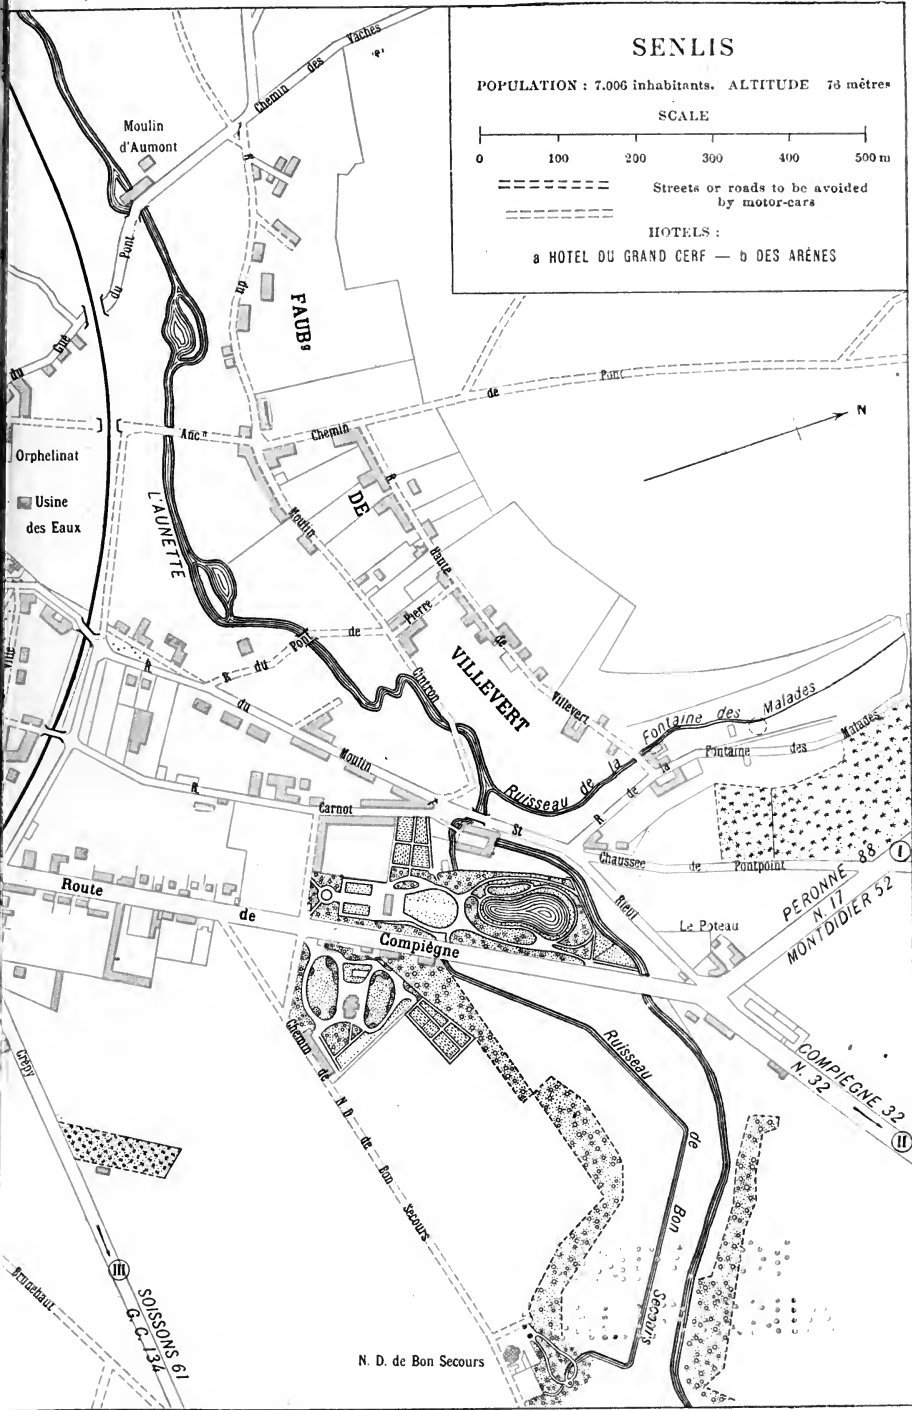 SENLIS
POPULATION : 7.006 inhabitants. ALTITUDE 76 mètres
SCALE
0 100 200 300 400 500 m
Streets or roads to be avoided
by motor-cars
HOTELS :
a HOTEL DU GRAND CERF — b DES ARÈNES
Chemin des Vaches
Moulin
d'Aumont
du Pont
du Gué
R du
FAUBg
DE
VILLEVERT
N
Anc.n
Chemin de Pont
Orphelinat
Usine
des Eaux
L'AUNETTE
Moulin
Cintron
R Haute de Villevert
R du Pont de Pierre
Ville
R du Moulin St Rieul
Ruisseau de la Fontaine des Malades
R de la Fontaine des Malades
R Carnot
Chaussée de Pontpoint
I
PERONNE 88
N. 17
MONTDIDIER 52
Le Poteau
Route de Compiègne
COMPIÈGNE 32
N. 32
II
Chemin de N. D. de Bon Secours
Ruisseau de Bon Secours
Crépy
III
SOISSONS 61
G. C. 134
Brunehaut
N. D. de Bon Secours